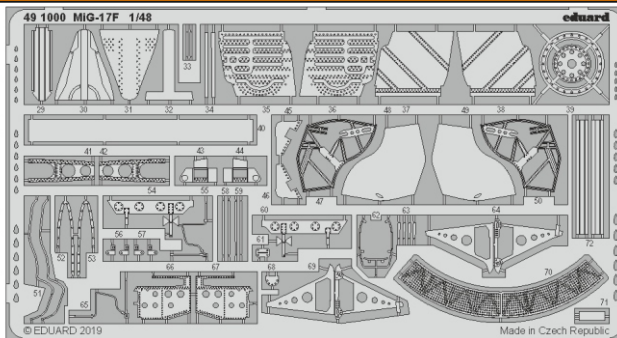 49 1000 MiG-17F 1/48 eduard
33
29 30 31 32 34 35 36 37 38 39
45 48 49
40
41 42 43 44
46 47 50
54 55 58 59 60
62 63 64 72
56 57 61
52 53
51 65 66 67 68 69 70
71
© EDUARD 2019 Made in Czech Republic